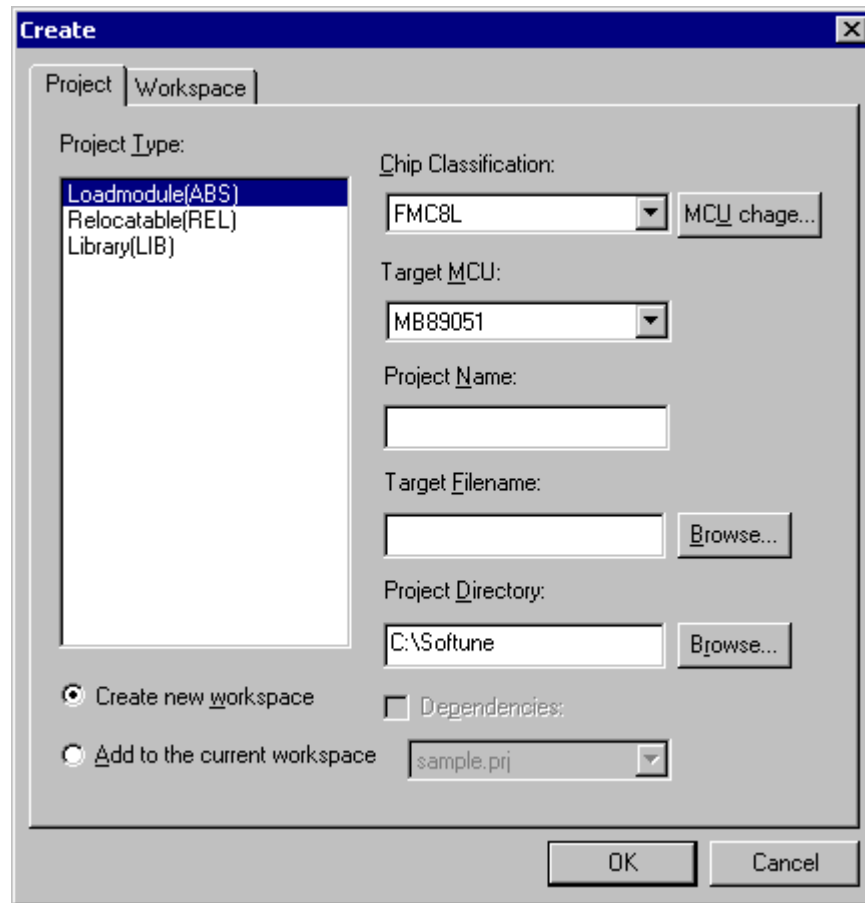 Create
Project
Workspace
Project Type:
Loadmodule(ABS)
Relocatable(REL)
Library(LIB)
Chip Classification:
FMC8L
MCU chage...
Target MCU:
MB89051
Project Name:
Target Filename:
Browse...
Project Directory:
C:\Softune
Browse...
Create new workspace
Add to the current workspace
Dependencies:
sample.prj
OK
Cancel